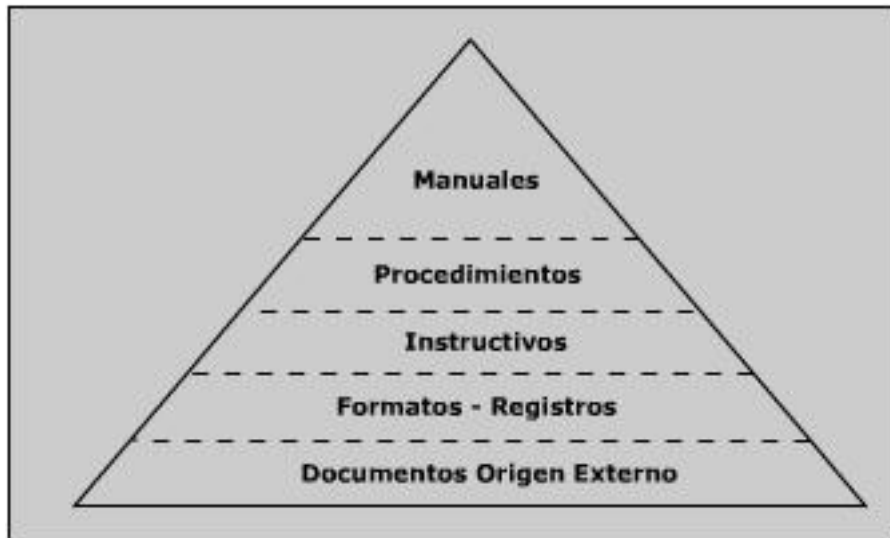 Manuales
Procedimientos
Instructivos
Formatos - Registros
Documentos Origen Externo